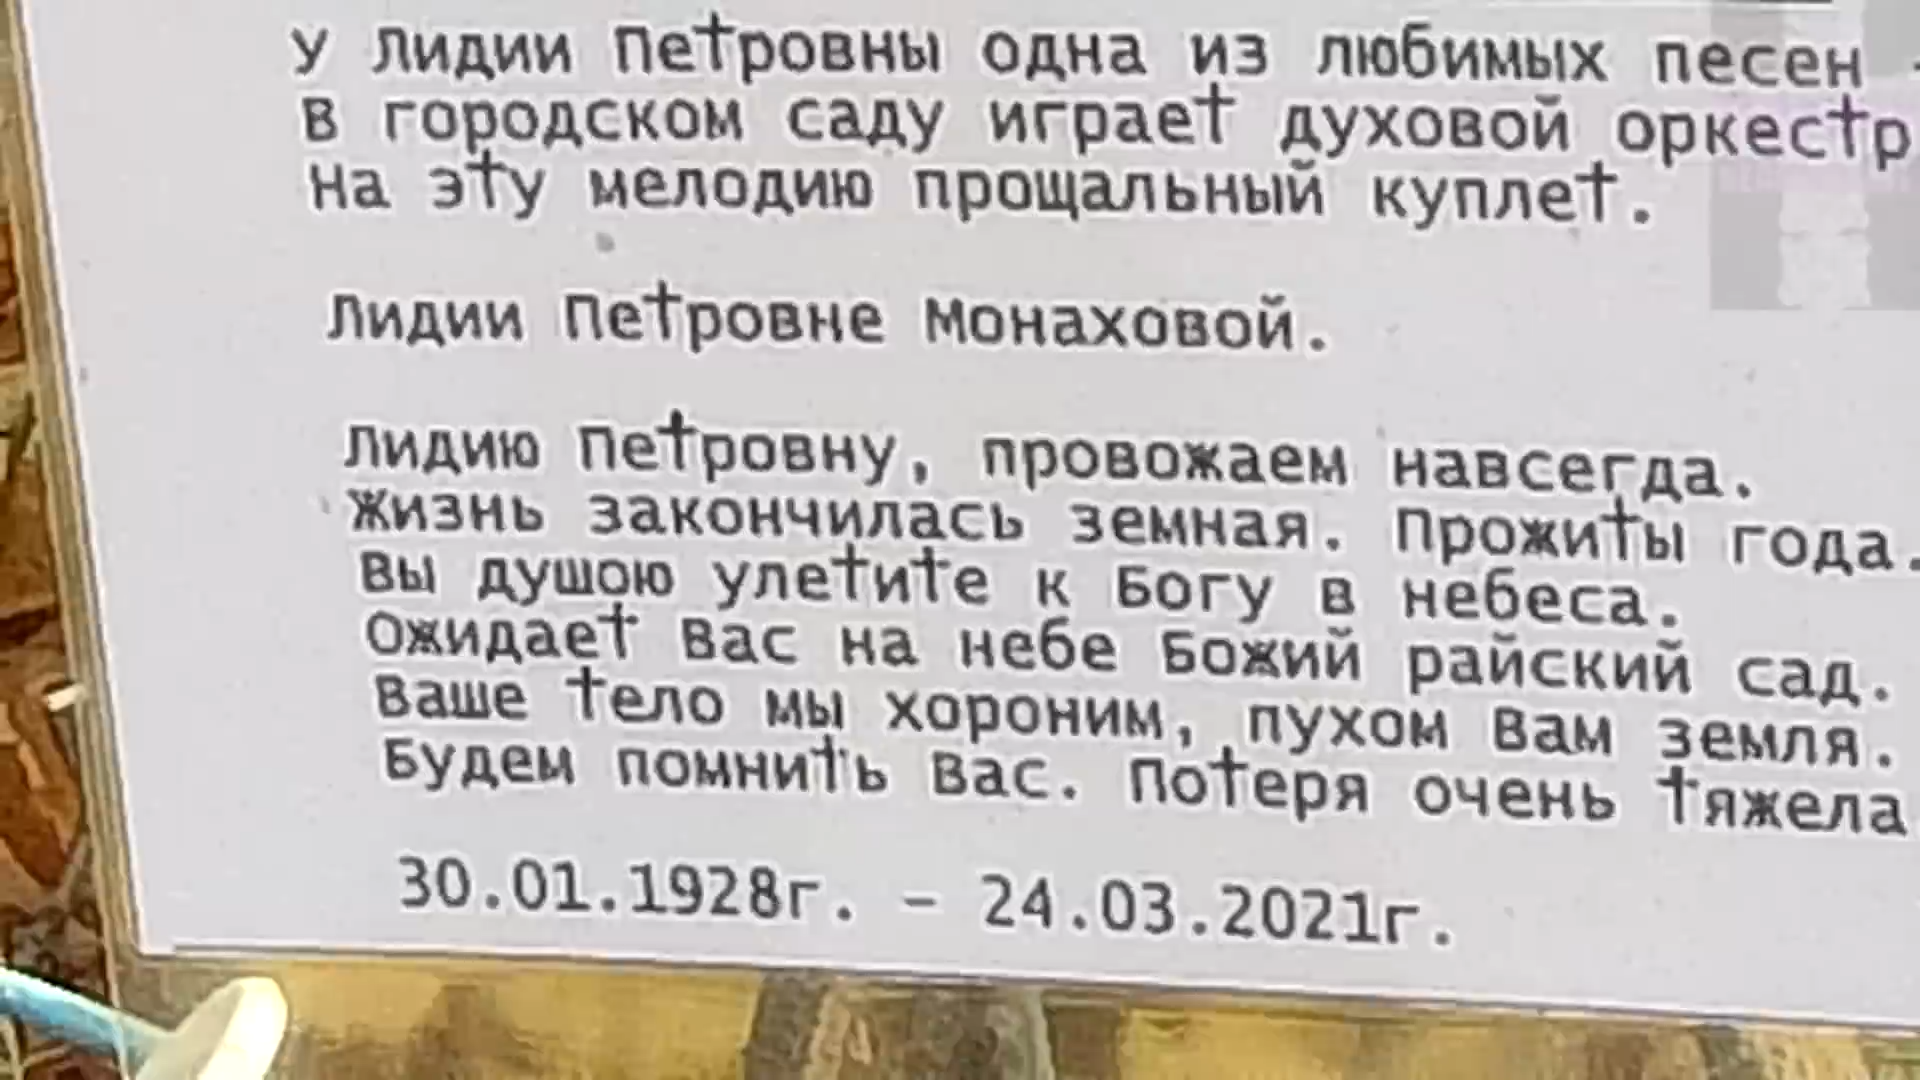 У Лидии Петровны одна из любимых песен -
В городском саду играет духовой оркестр
На эту мелодию прощальный куплет.
Лидии Петровне Монаховой.
Лидию Петровну, провожаем навсегда.
Жизнь закончилась земная. Прожиты года.
Вы душою улетите к Богу в небеса.
Ожидает Вас на небе Божий райский сад.
Ваше тело мы хороним, пухом Вам земля.
Будем помнить Вас. Потеря очень тяжела
30.01.1928г. – 24.03.2021г.